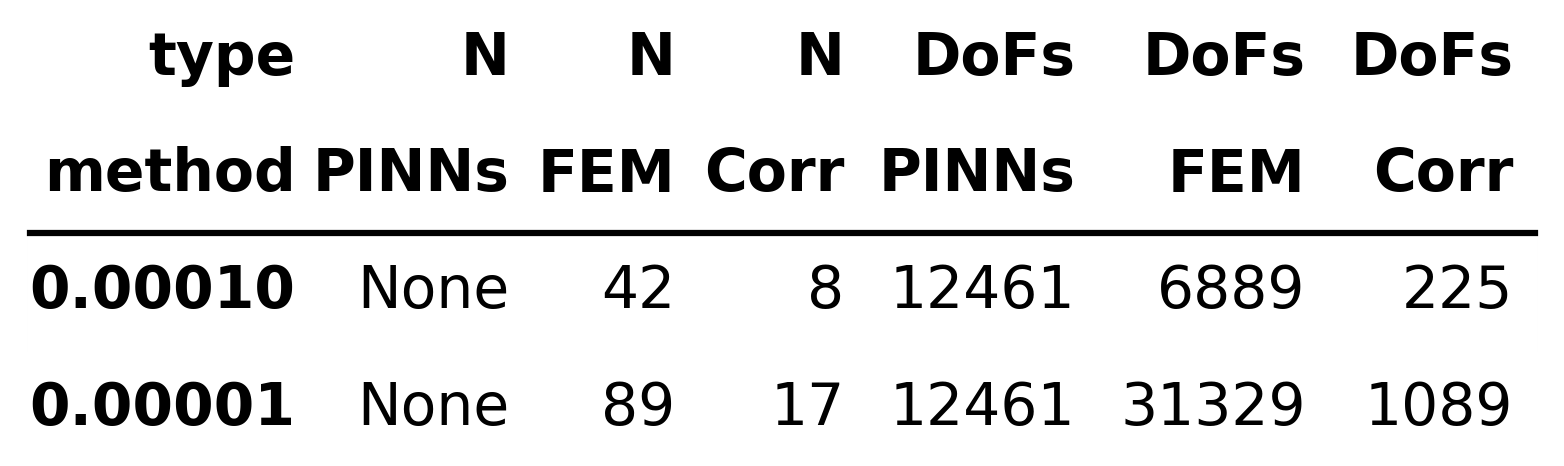 type N N N DoFs DoFs DoFs
method PINNs FEM Corr PINNs FEM Corr
0.00010 None 42 8 12461 6889 225
0.00001 None 89 17 12461 31329 1089